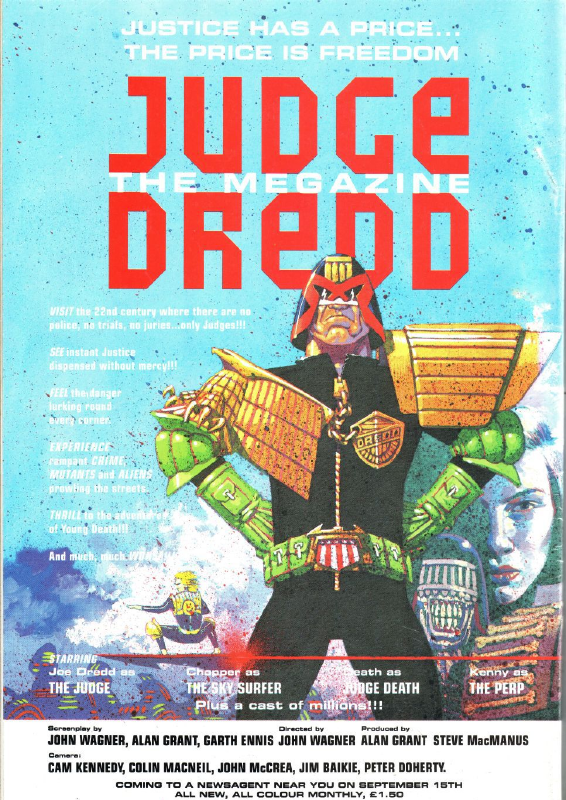 JUSTICE HAS A PRICE...
THE PRICE IS FREEDOM
JUDGE
THE MEGAZINE
DREDD
VISIT the 22nd century where there are no
police, no trials, no juries...only Judges!!!
SEE instant Justice
dispensed without mercy!!!
FEEL the danger
lurking round
every corner.
EXPERIENCE
rampant CRIME,
MUTANTS and ALIENS
prowling the streets.
THRILL to the adventures
of Young Death!!!
And much, much
DREDD
STARRING
Joe Dredd as
THE JUDGE
Chopper as
THE SKY SURFER
Death as
JUDGE DEATH
Kenny as
THE PERP
Plus a cast of millions!!!
Screenplay by
JOHN WAGNER, ALAN GRANT, GARTH ENNIS
Directed by
JOHN WAGNER
Produced by
ALAN GRANT STEVE MacMANUS
Camera:
CAM KENNEDY, COLIN MACNEIL, JOHN McCREA, JIM BAIKIE, PETER DOHERTY.
COMING TO A NEWSAGENT NEAR YOU ON SEPTEMBER 15TH
ALL NEW, ALL COLOUR MONTHLY, £1.50